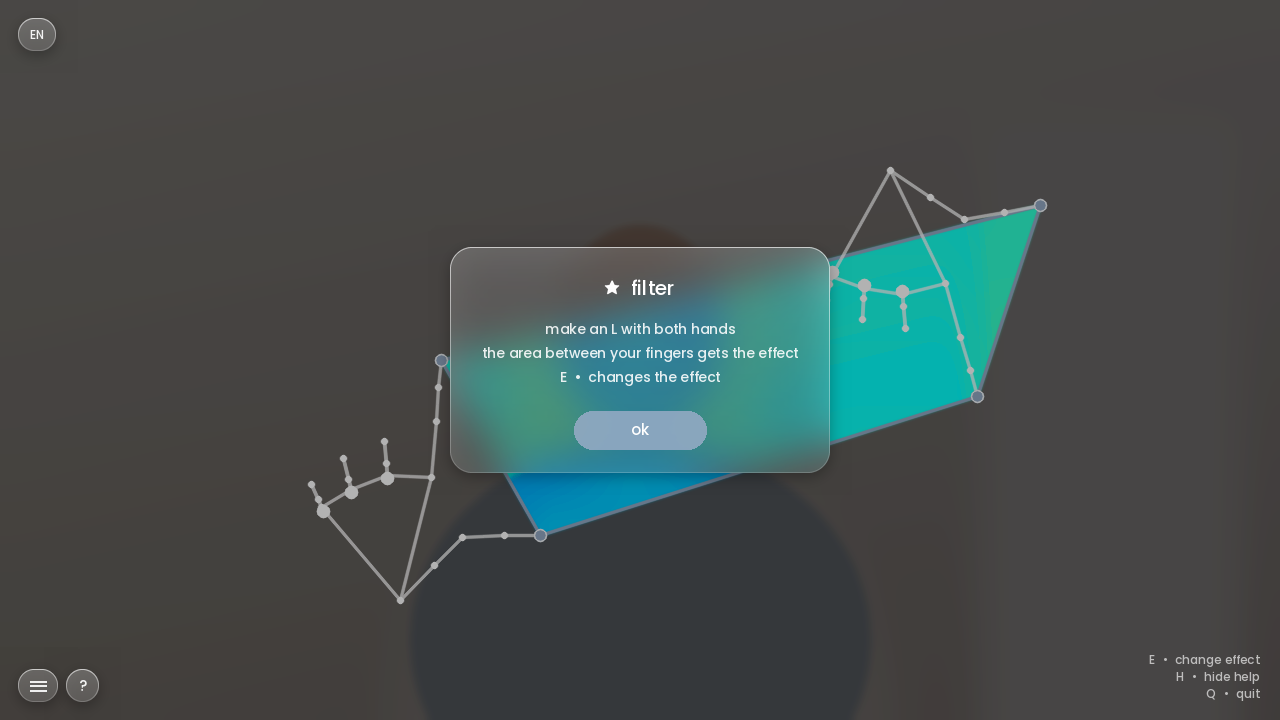 EN
filter
make an L with both hands
the area between your fingers gets the effect
E • changes the effect
ok
?
E • change effect
H • hide help
Q • quit